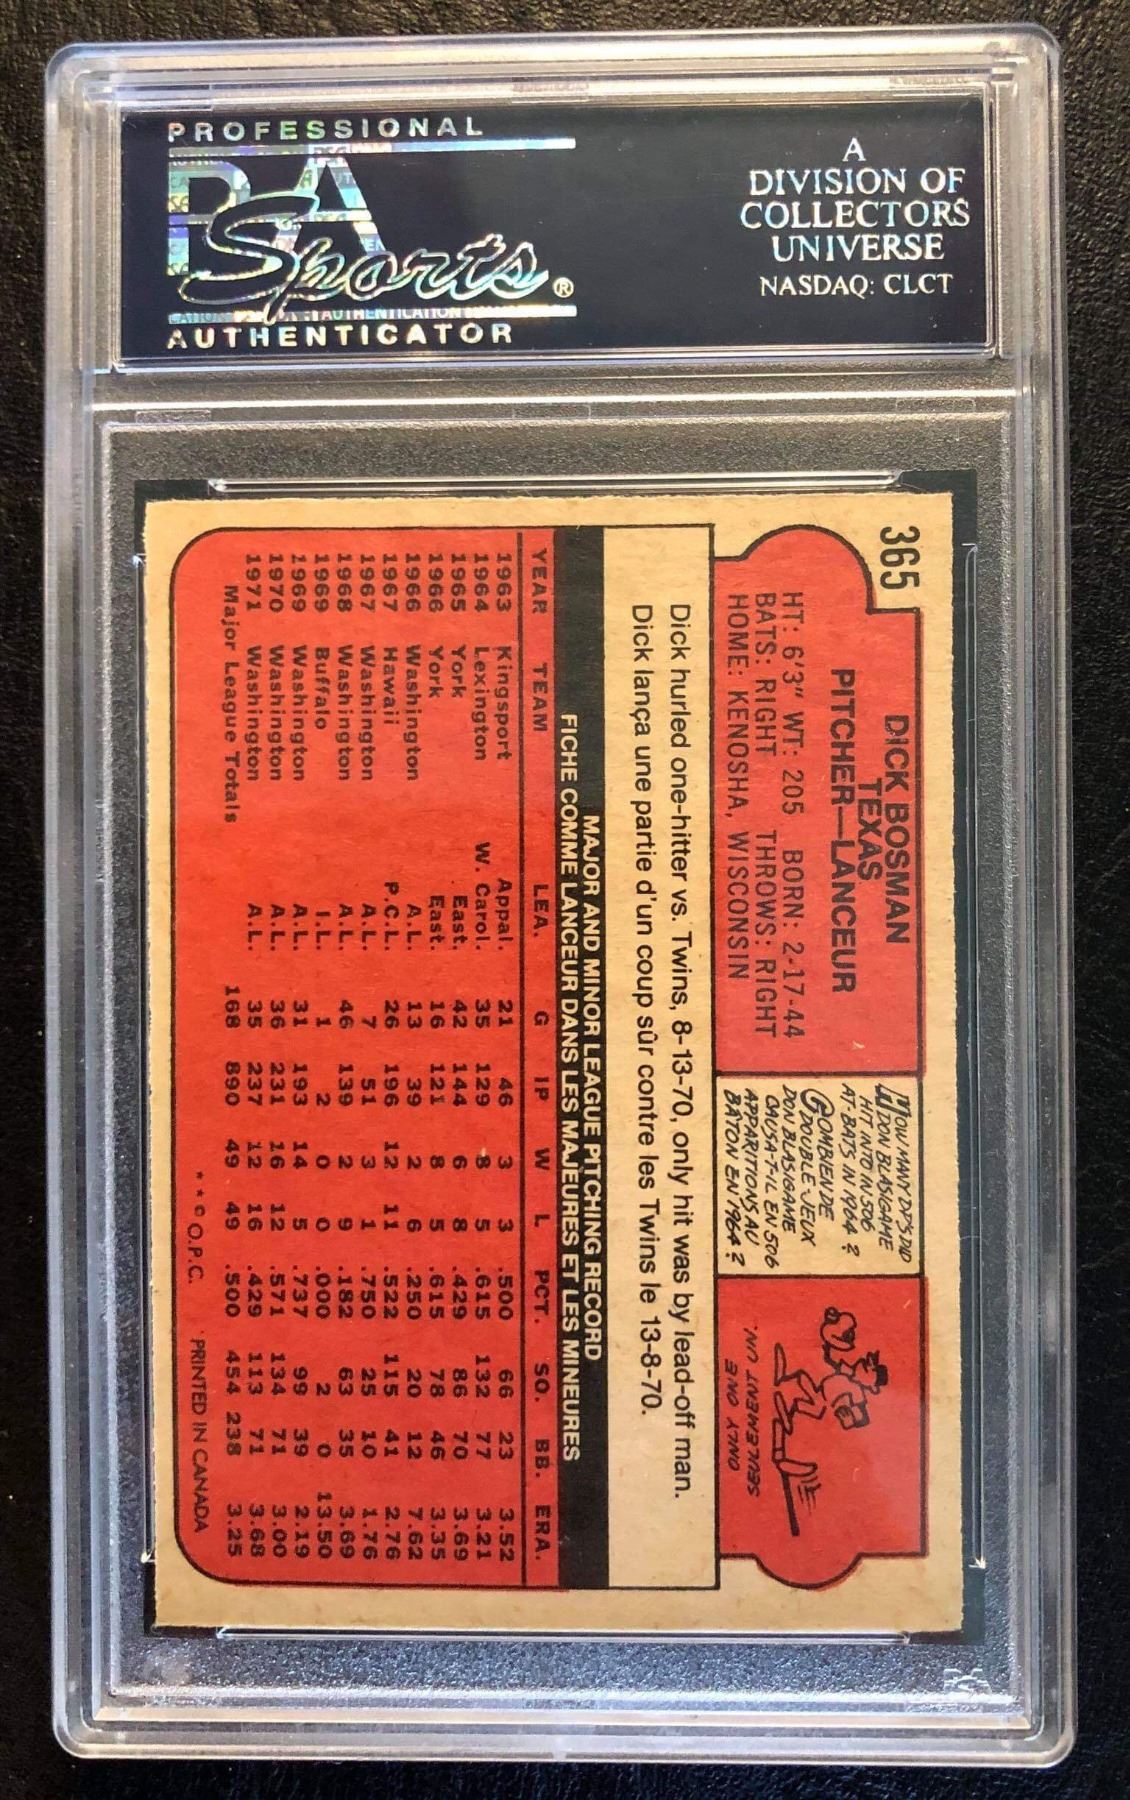 PROFESSIONAL
PSA
Sports®
AUTHENTICATOR
A
DIVISION OF
COLLECTORS
UNIVERSE
NASDAQ: CLCT
365
DICK BOSMAN
TEXAS
PITCHER—LANCEUR
HT: 6'3" WT: 205 BORN: 2-17-44
BATS: RIGHT THROWS: RIGHT
HOME: KENOSHA, WISCONSIN
HOW MANY DP'S DID
DON BLASIGAME
HIT INTO IN 506
AT-BATS IN 1964?
COMBIEN DE
DOUBLE JEUX
DON BLASIGAME
CAUSA-T-IL EN 506
APPARITONS AU
BÂTON EN 1964?
ONLY ONE
SEULEMENT UN.
Dick hurled one-hitter vs. Twins, 8-13-70, only hit was by lead-off man.
Dick lança une partie d'un coup sûr contre les Twins le 13-8-70.
MAJOR AND MINOR LEAGUE PITCHING RECORD
FICHE COMME LANCEUR DANS LES MAJEURES ET LES MINEURES
YEAR TEAM LEA. G IP W L PCT. SO. BB. ERA.
1963 Kingsport Appal. 21 46 3 3 .500 66 23 3.52
1964 Lexington W. Carol. 35 129 8 5 .615 132 77 3.21
1965 York East. 42 144 6 8 .429 86 70 3.69
1966 York East. 16 121 8 5 .615 78 46 3.35
1966 Washington A.L. 13 39 2 6 .250 20 12 7.62
1967 Hawaii P.C.L. 26 196 12 11 .522 115 41 2.76
1967 Washington A.L. 7 51 3 1 .750 25 10 1.76
1968 Washington A.L. 46 139 2 9 .182 63 35 3.69
1969 Buffalo I.L. 1 2 0 0 .000 2 0 13.50
1969 Washington A.L. 31 193 14 5 .737 99 39 2.19
1970 Washington A.L. 36 231 16 12 .571 134 71 3.00
1971 Washington A.L. 35 237 12 16 .429 113 71 3.68
Major League Totals 168 890 49 49 .500 454 238 3.25
***© O.P.C. PRINTED IN CANADA